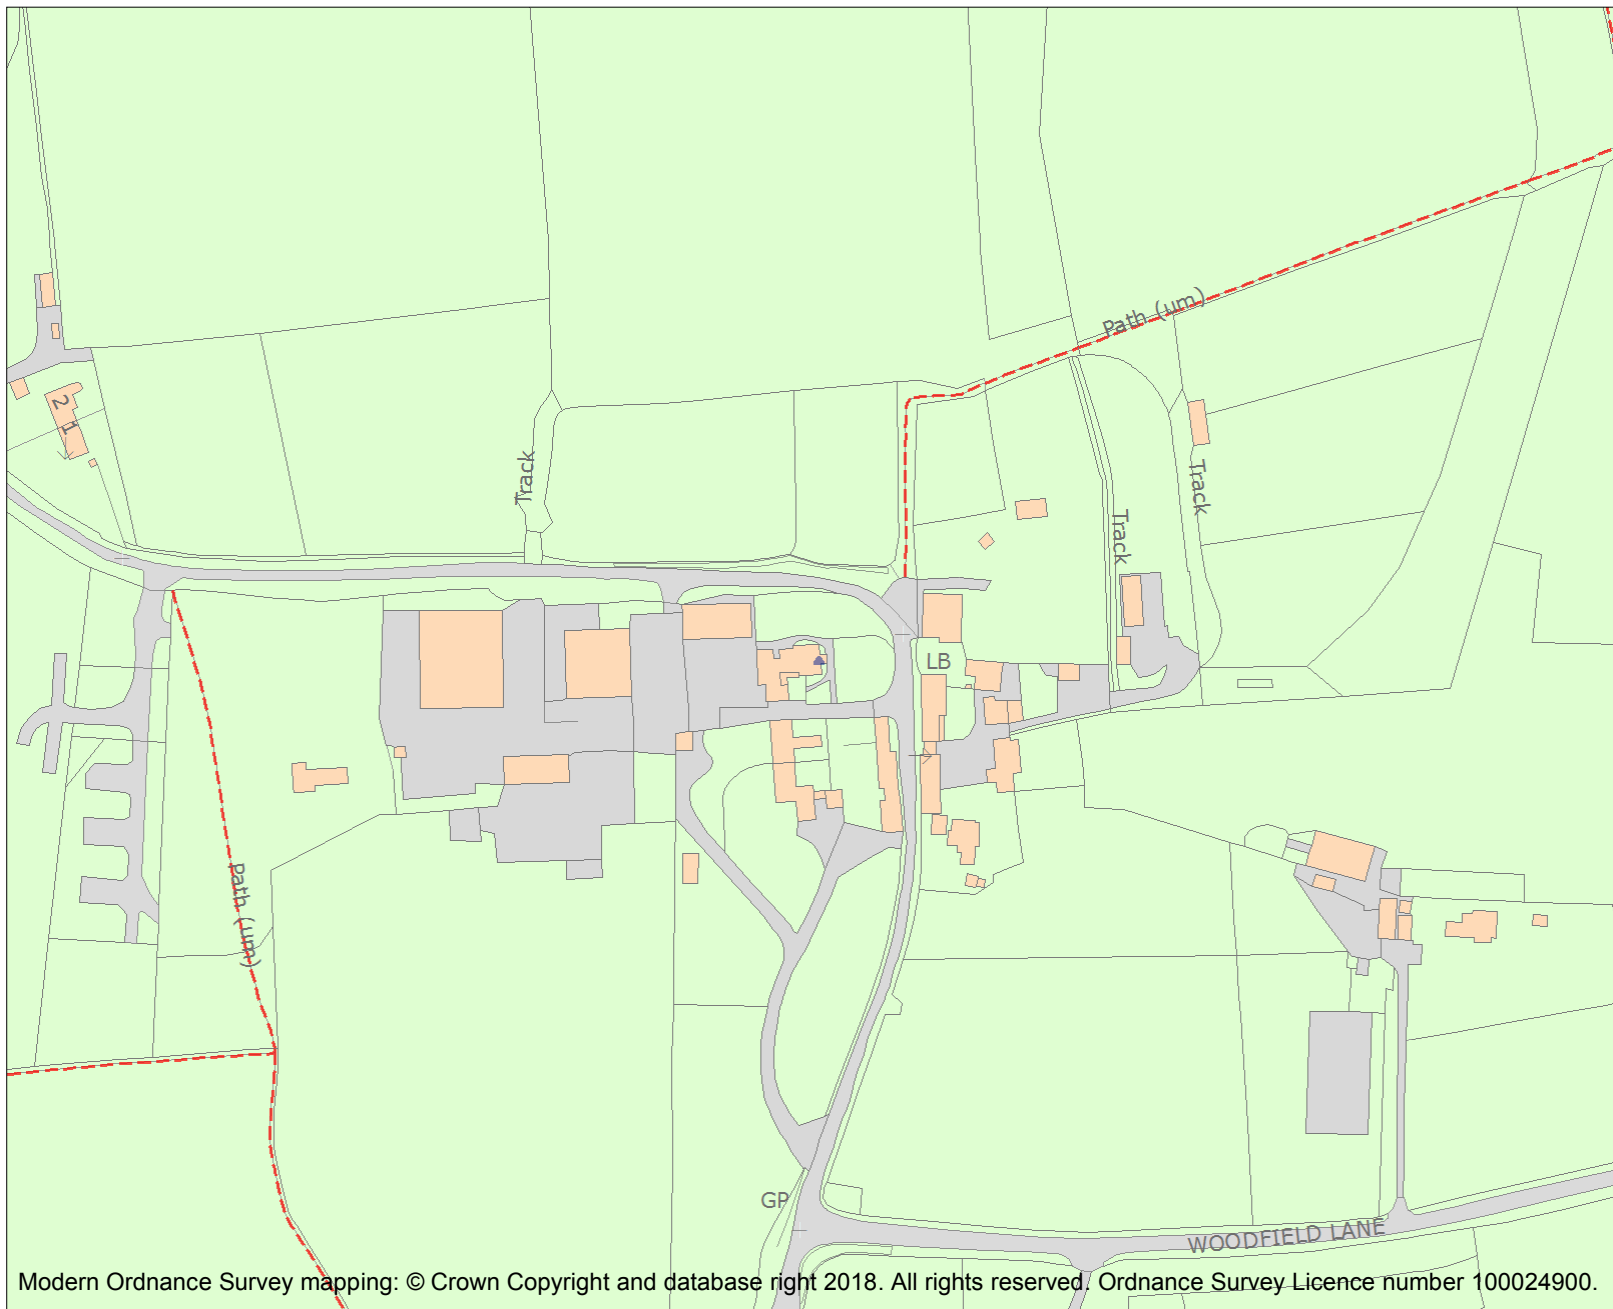 Path (um)
2
1
Track
Track
Track
LB
Path (um)
GP
WOODFIELD LANE
Modern Ordnance Survey mapping: © Crown Copyright and database right 2018. All rights reserved. Ordnance Survey Licence number 100024900.